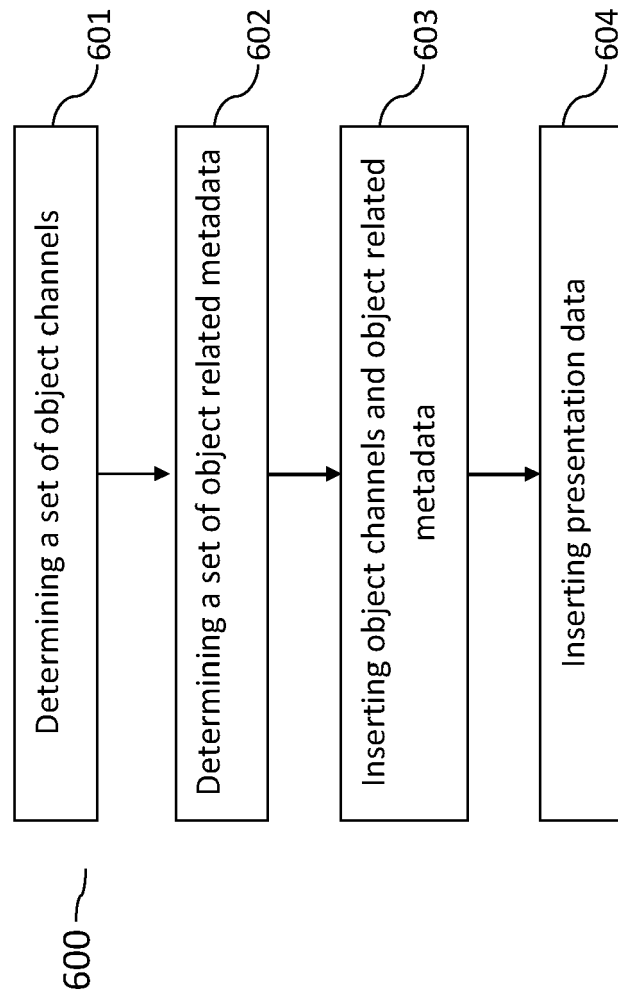 600
Determining a set of object channels
601
Determining a set of object related metadata
602
Inserting object channels and object related
metadata
603
Inserting presentation data
604